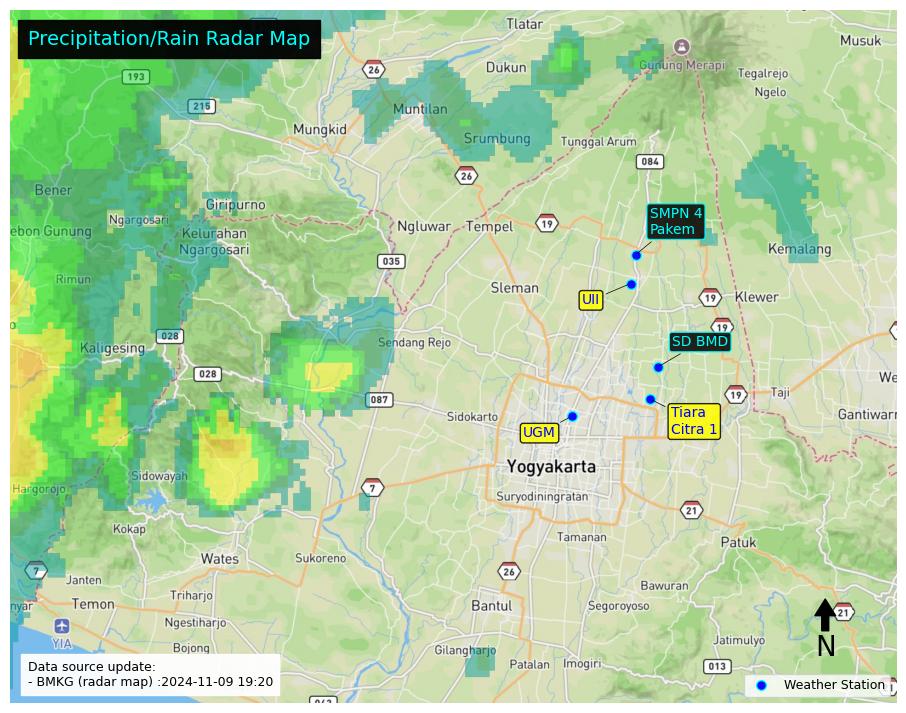 Precipitation/Rain Radar Map
Tlatar
Musuk
26
Dukun
Gunung Merapi
193
Tegalrejo
Ngelo
215
Muntilan
Mungkid
Srumbung
Tunggal Arum
084
26
Bener
Giripurno
Ngargosari
SMPN 4
Pakem
Ngluwar
Tempel
19
ebon Gunung
Kelurahan
Ngargosari
Kemalang
035
Rimun
Sleman
UII
19
Klewer
19
028
Sendang Rejo
SD BMD
Kaligesing
028
We
087
19
Taji
Sidokarto
Tiara
Citra 1
Gantiwarn
UGM
Yogyakarta
Sidowayah
Hargorojo
7
Suryodiningratan
21
Kokap
Tamanan
Patuk
Wates
Sukoreno
7
26
Janten
Bawuran
Triharjo
nyar
Temon
Bantul
Segoroyoso
21
Ngestiharjo
YIA
Jatimulyo
N
Bojong
Gilangharjo
Patalan
Imogiri
013
Data source update:
- BMKG (radar map) :2024-11-09 19:20
Weather Station